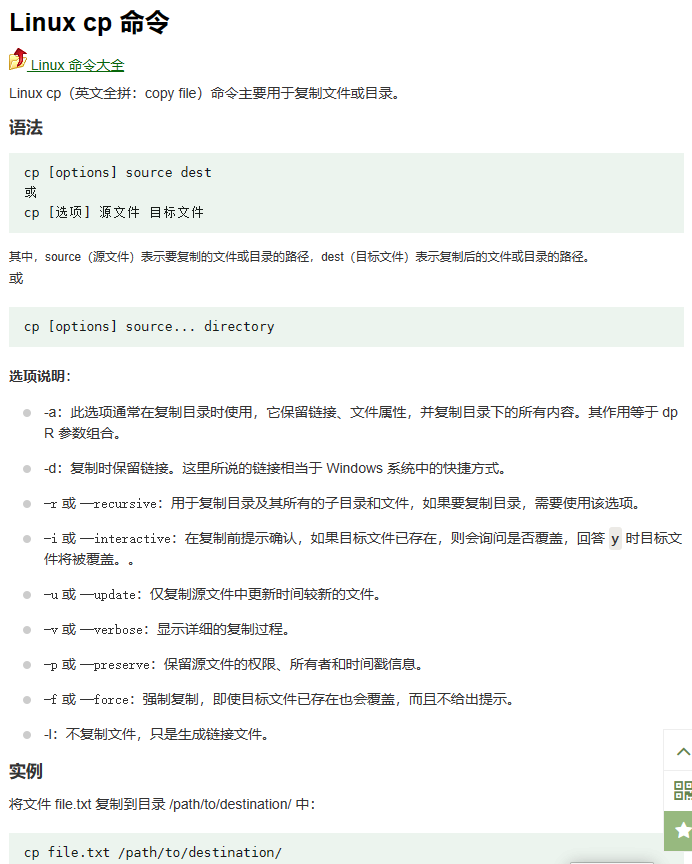 Linux cp 命令
Linux 命令大全
Linux cp（英文全拼：copy file）命令主要用于复制文件或目录。
语法
cp [options] source dest
或
cp [选项] 源文件 目标文件
其中，source（源文件）表示要复制的文件或目录的路径，dest（目标文件）表示复制后的文件或目录的路径。
或
cp [options] source... directory
选项说明：
-a：此选项通常在复制目录时使用，它保留链接、文件属性，并复制目录下的所有内容。其作用等于 dp
R 参数组合。
-d：复制时保留链接。这里所说的链接相当于 Windows 系统中的快捷方式。
-r 或 --recursive：用于复制目录及其所有的子目录和文件，如果要复制目录，需要使用该选项。
-i 或 --interactive：在复制前提示确认，如果目标文件已存在，则会询问是否覆盖，回答 y 时目标文
件将被覆盖。。
-u 或 --update：仅复制源文件中更新时间较新的文件。
-v 或 --verbose：显示详细的复制过程。
-p 或 --preserve：保留源文件的权限、所有者和时间戳信息。
-f 或 --force：强制复制，即使目标文件已存在也会覆盖，而且不给出提示。
-l：不复制文件，只是生成链接文件。
实例
将文件 file.txt 复制到目录 /path/to/destination/ 中：
cp file.txt /path/to/destination/